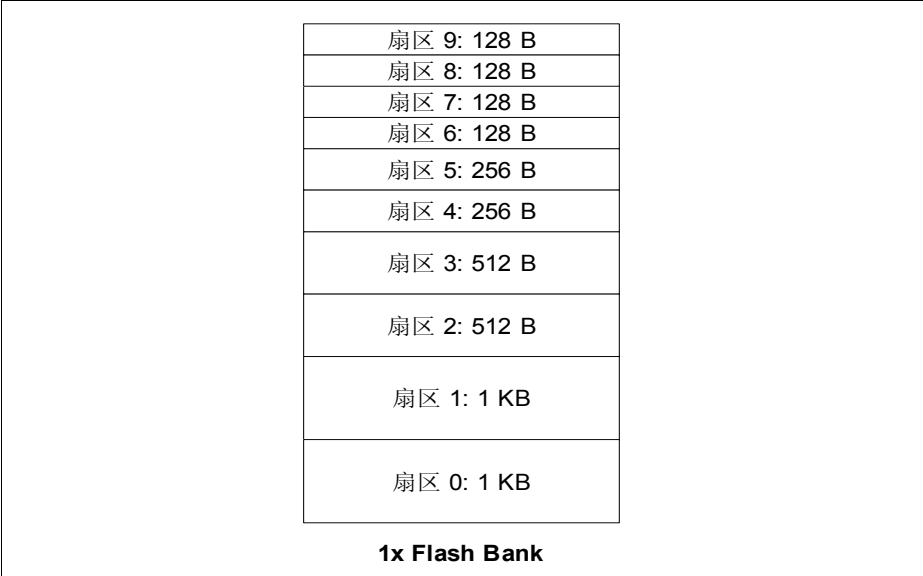 扇区 9: 128 B
扇区 8: 128 B
扇区 7: 128 B
扇区 6: 128 B
扇区 5: 256 B
扇区 4: 256 B
扇区 3: 512 B
扇区 2: 512 B
扇区 1: 1 KB
扇区 0: 1 KB
1x Flash Bank